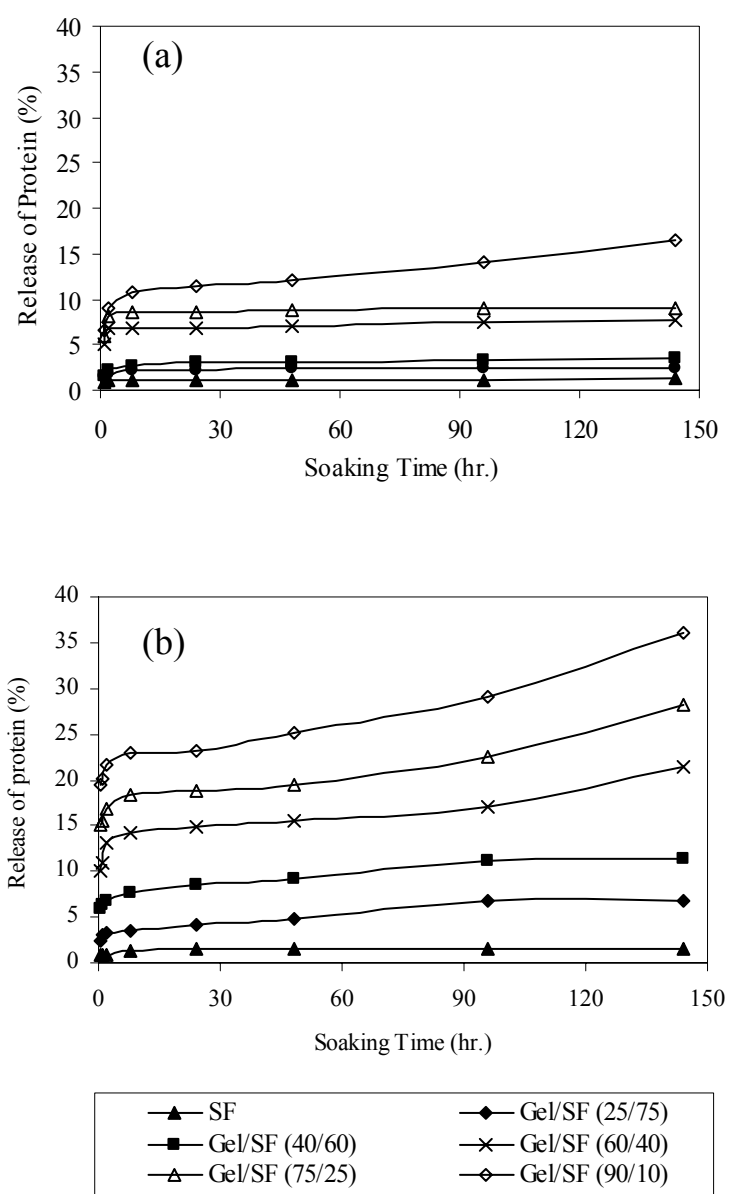 40
(a)
35
30
25
20
15
10
5
0
0 30 60 90 120 150
Release of Protein (%)
Soaking Time (hr.)
40
(b)
35
30
25
20
15
10
5
0
0 30 60 90 120 150
Release of protein (%)
Soaking Time (hr.)
SF Gel/SF (25/75)
Gel/SF (40/60) Gel/SF (60/40)
Gel/SF (75/25) Gel/SF (90/10)